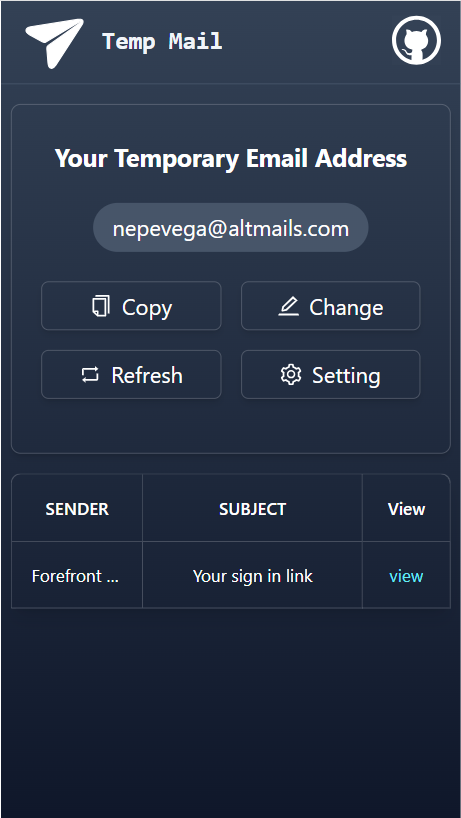 Temp Mail
Your Temporary Email Address
nepevega@altmails.com
Copy Change
Refresh Setting
SENDER SUBJECT View
Forefront ... Your sign in link view